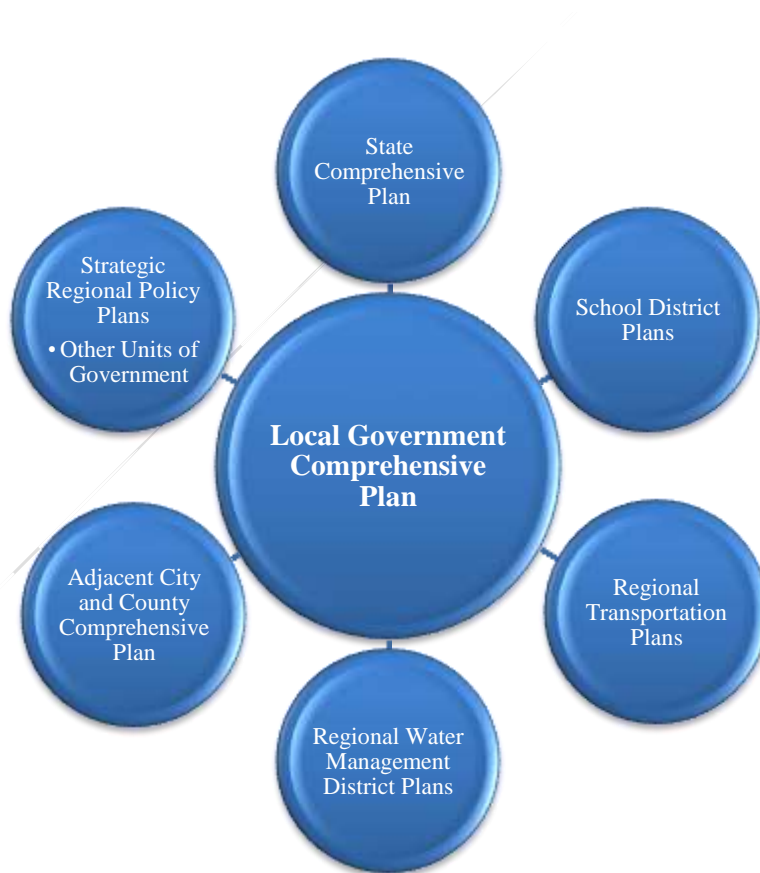 State
Comprehensive
Plan
School District
Plans
Regional
Transportation
Plans
Regional Water
Management
District Plans
Adjacent City
and County
Comprehensive
Plan
Strategic
Regional Policy
Plans
• Other Units of
Government
Local Government
Comprehensive
Plan